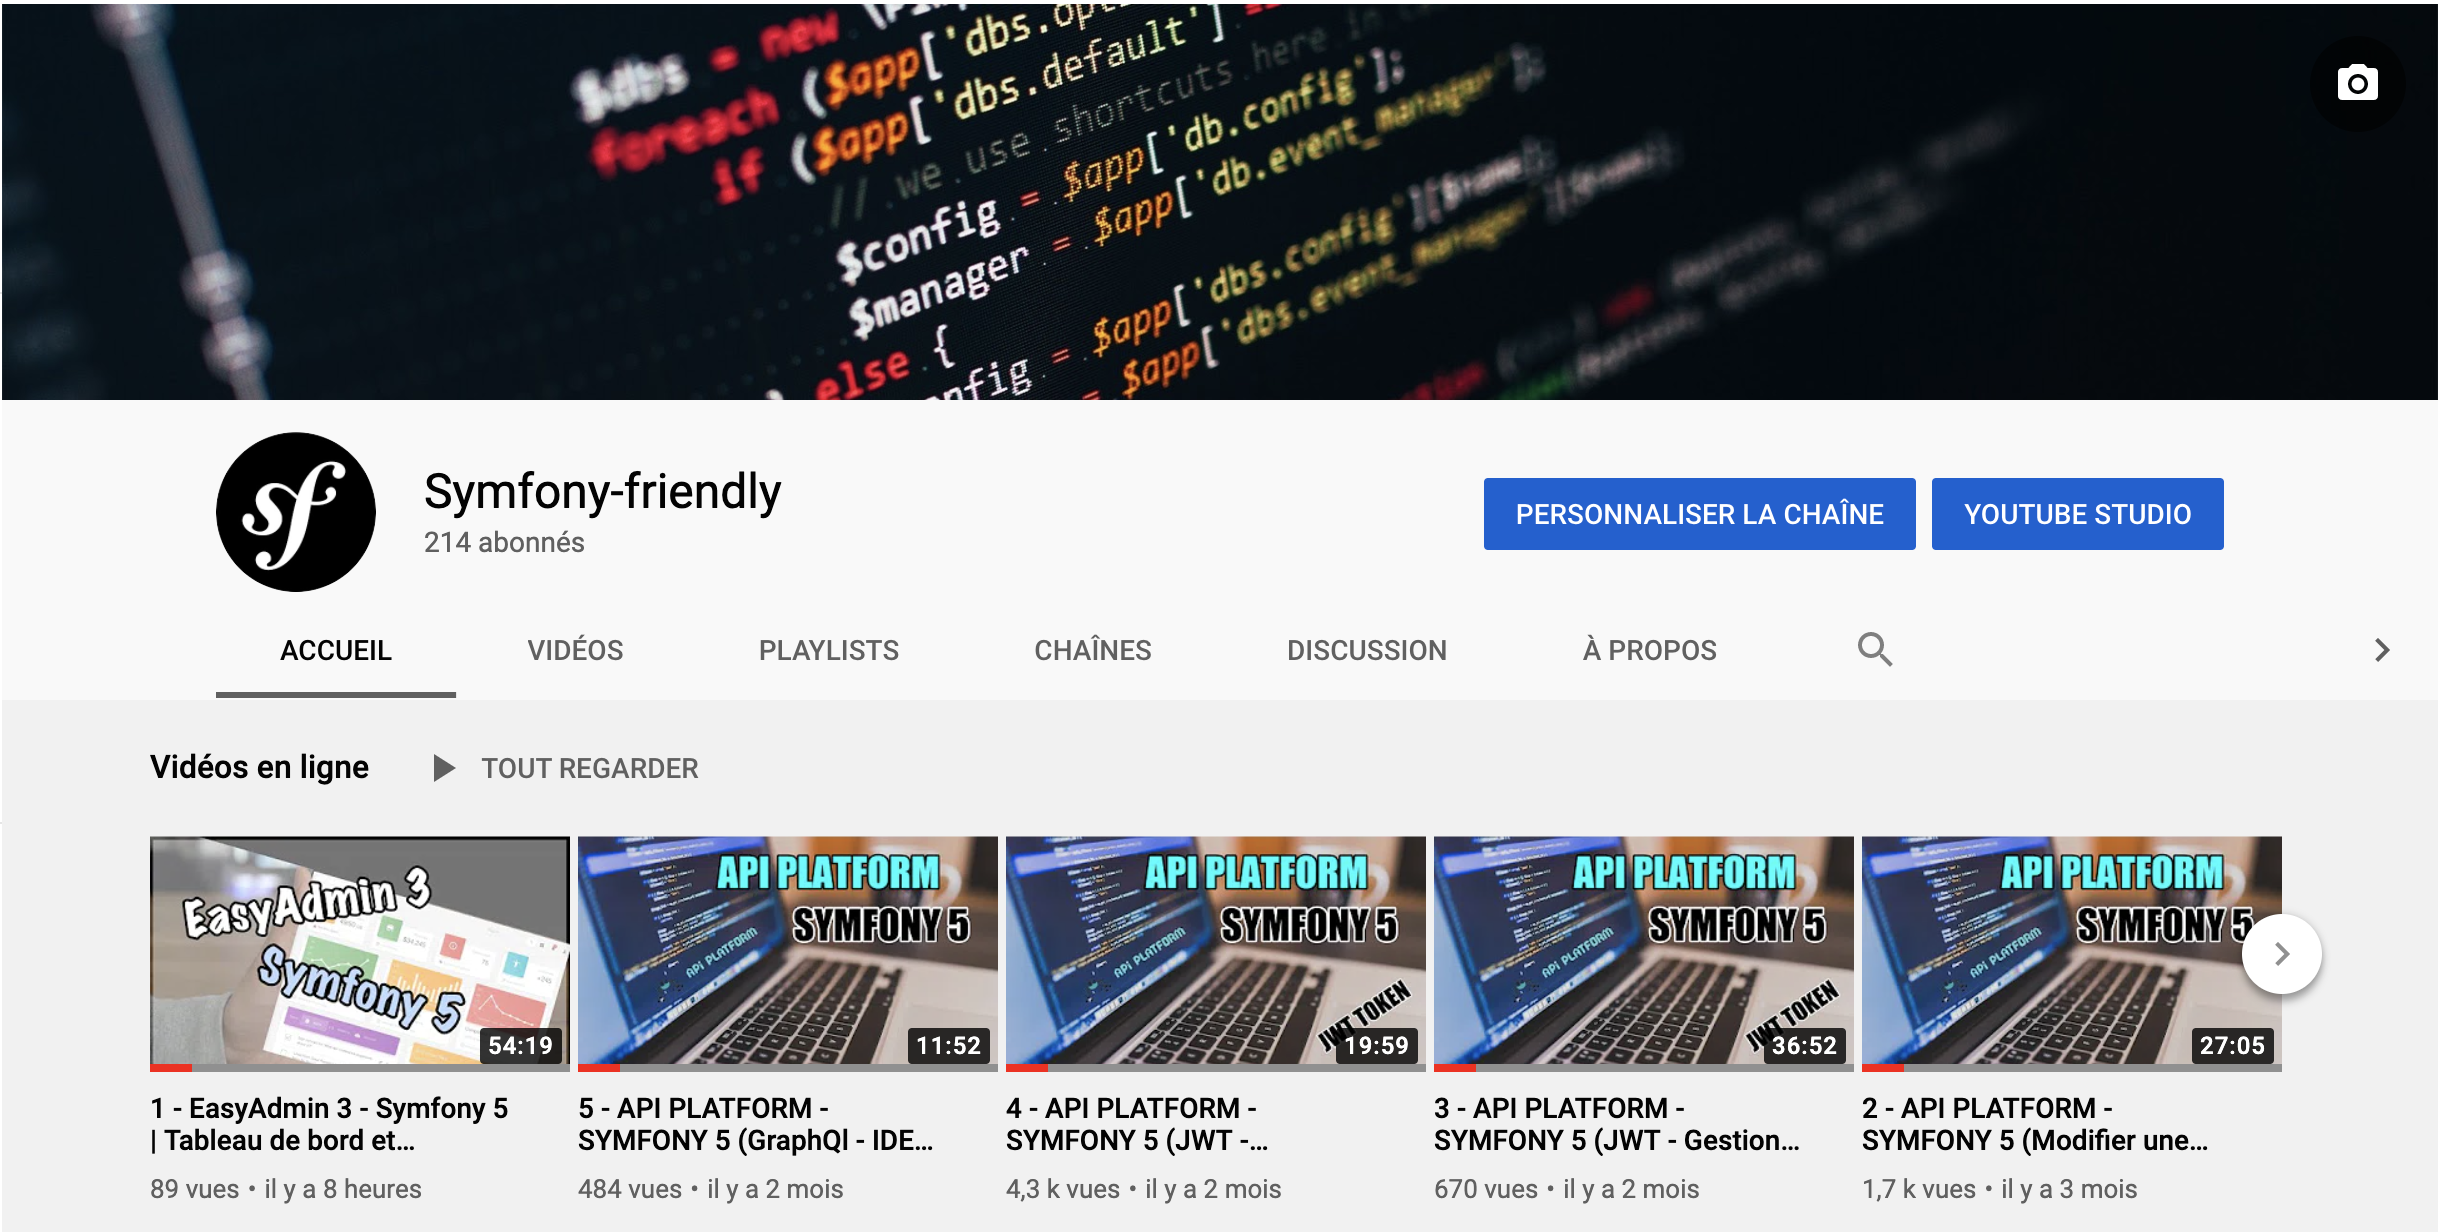 $dbs = new
foreach ($app['dbs.
if ($app['dbs.default']
// we use shortcuts here in
$config = $app['db.config'];
$manager = $app['db.event_manager'];
else {
$app['dbs.config'][$name];
= $app['dbs.event_manager'][$name];
sf
Symfony-friendly
214 abonnés
PERSONNALISER LA CHAÎNE
YOUTUBE STUDIO
ACCUEIL
VIDÉOS
PLAYLISTS
CHAÎNES
DISCUSSION
À PROPOS
Vidéos en ligne
TOUT REGARDER
EasyAdmin 3
Symfony 5
54:19
1 - EasyAdmin 3 - Symfony 5
| Tableau de bord et…
89 vues • il y a 8 heures
API PLATFORM
SYMFONY 5
API PLATFORM
11:52
5 - API PLATFORM -
SYMFONY 5 (GraphQl - IDE…
484 vues • il y a 2 mois
API PLATFORM
SYMFONY 5
API PLATFORM
JWT TOKEN
19:59
4 - API PLATFORM -
SYMFONY 5 (JWT -…
4,3 k vues • il y a 2 mois
API PLATFORM
SYMFONY 5
API PLATFORM
JWT TOKEN
36:52
3 - API PLATFORM -
SYMFONY 5 (JWT - Gestion…
670 vues • il y a 2 mois
API PLATFORM
SYMFONY 5
API PLATFORM
27:05
2 - API PLATFORM -
SYMFONY 5 (Modifier une…
1,7 k vues • il y a 3 mois